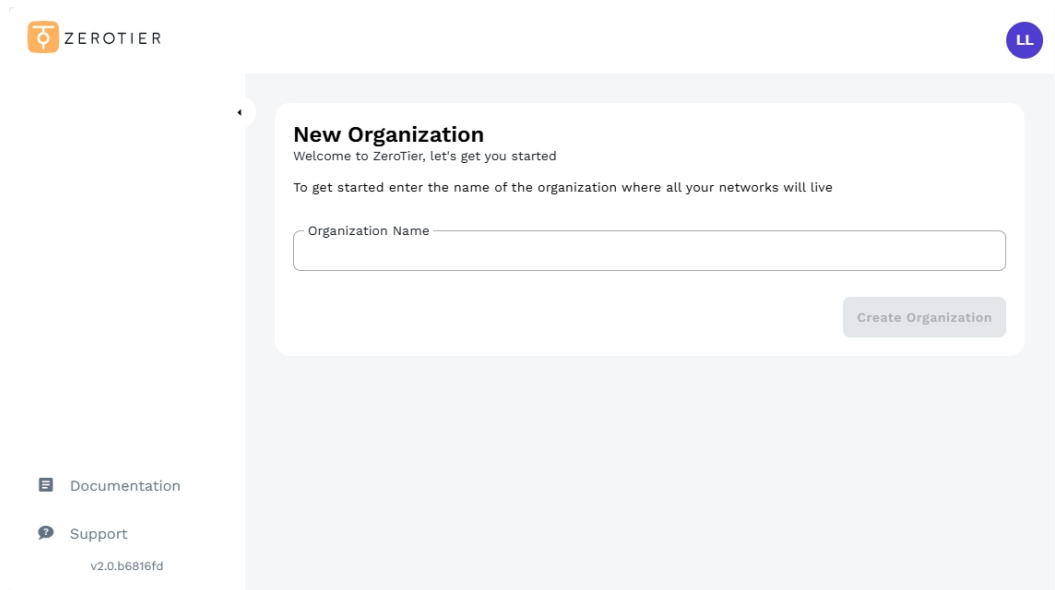 ZEROTIER
LL
New Organization
Welcome to ZeroTier, let's get you started
To get started enter the name of the organization where all your networks will live
Organization Name
Create Organization
Documentation
Support
v2.0.b6816fd